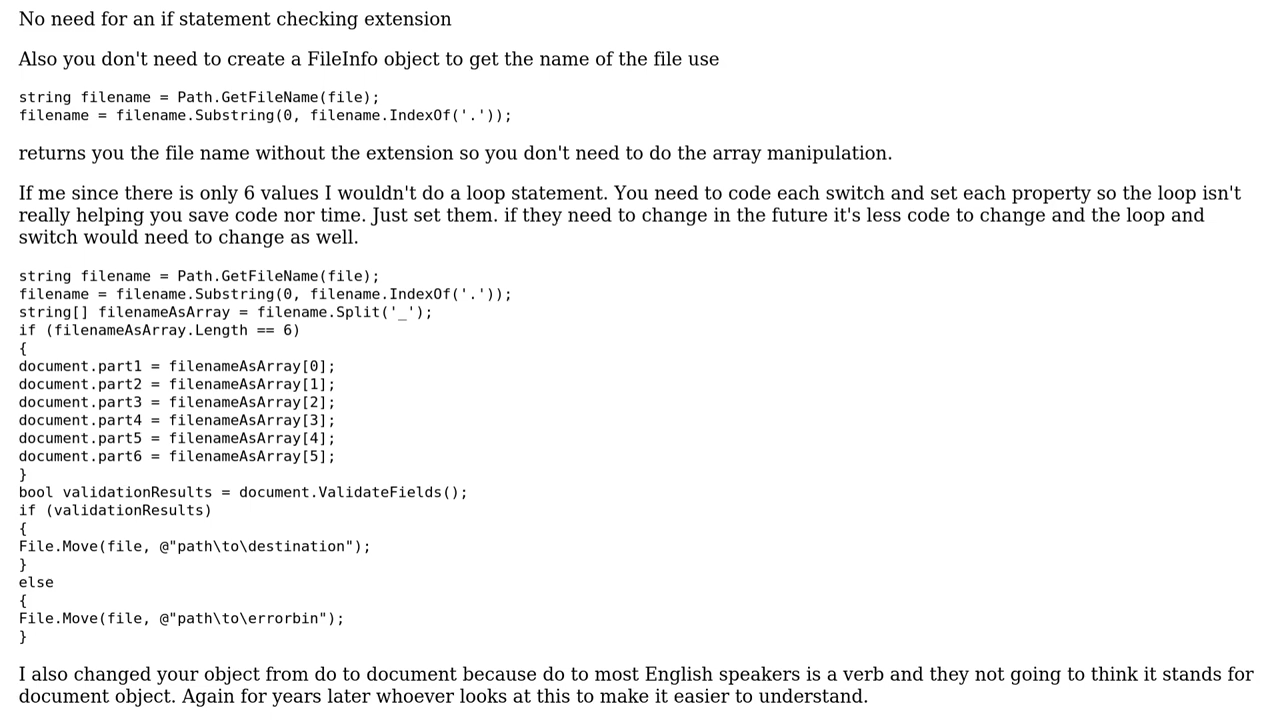 No need for an if statement checking extension
Also you don't need to create a FileInfo object to get the name of the file use
string filename = Path.GetFileName(file);
filename = filename.Substring(0, filename.IndexOf('.'));
returns you the file name without the extension so you don't need to do the array manipulation.
If me since there is only 6 values I wouldn't do a loop statement. You need to code each switch and set each property so the loop isn't
really helping you save code nor time. Just set them. if they need to change in the future it's less code to change and the loop and
switch would need to change as well.
string filename = Path.GetFileName(file);
filename = filename.Substring(0, filename.IndexOf('.'));
string[] filenameAsArray = filename.Split('_');
if (filenameAsArray.Length == 6)
{
document.part1 = filenameAsArray[0];
document.part2 = filenameAsArray[1];
document.part3 = filenameAsArray[2];
document.part4 = filenameAsArray[3];
document.part5 = filenameAsArray[4];
document.part6 = filenameAsArray[5];
}
bool validationResults = document.ValidateFields();
if (validationResults)
{
File.Move(file, @"path\to\destination");
}
else
{
File.Move(file, @"path\to\errorbin");
}
I also changed your object from do to document because do to most English speakers is a verb and they not going to think it stands for
document object. Again for years later whoever looks at this to make it easier to understand.